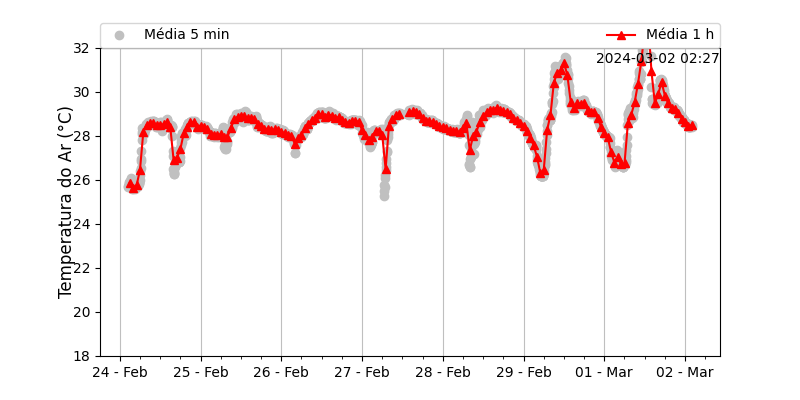 Média 5 min
Média 1 h
2024-03-02 02:27
Temperatura do Ar (°C)
32
30
28
26
24
22
20
18
24 - Feb
25 - Feb
26 - Feb
27 - Feb
28 - Feb
29 - Feb
01 - Mar
02 - Mar